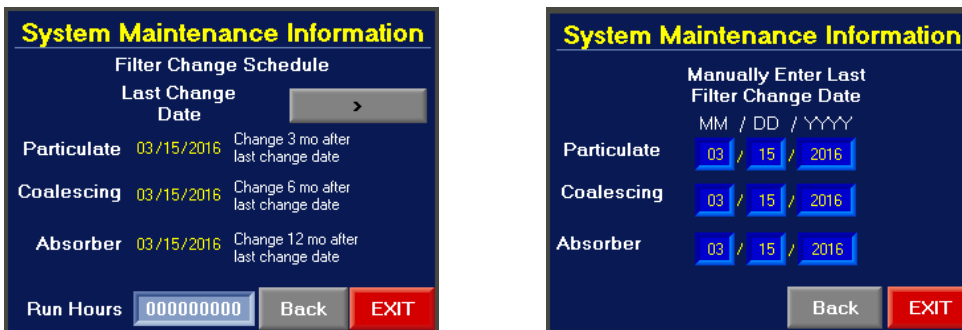 System Maintenance Information
Filter Change Schedule
Last Change
Date
>
Particulate 03/15/2016 Change 3 mo after
last change date
Coalescing 03/15/2016 Change 6 mo after
last change date
Absorber 03/15/2016 Change 12 mo after
last change date
Run Hours 000000000 Back EXIT
System Maintenance Information
Manually Enter Last
Filter Change Date
MM / DD / YYYY
Particulate 03 / 15 / 2016
Coalescing 03 / 15 / 2016
Absorber 03 / 15 / 2016
Back EXIT